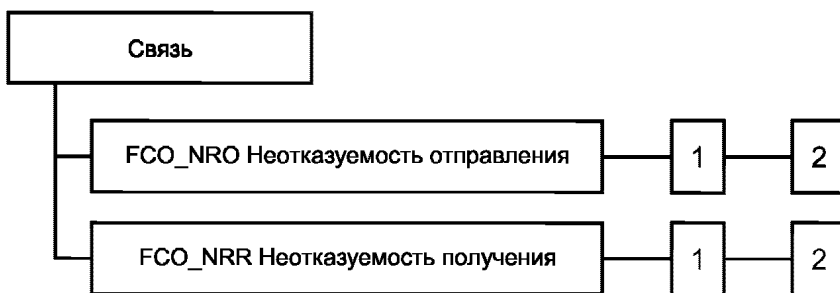 Связь
FCO_NRO Неотказуемость отправления 1 2
FCO_NRR Неотказуемость получения 1 2